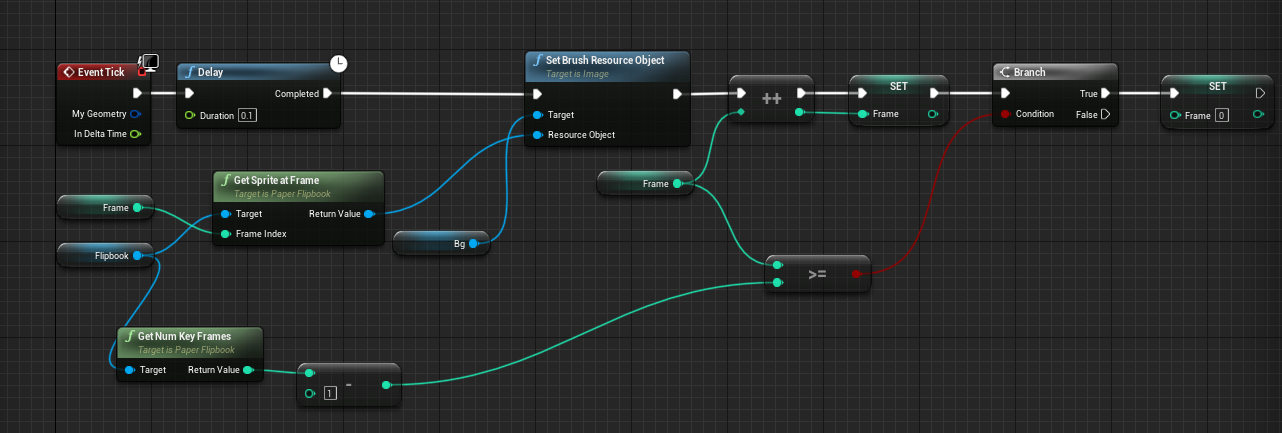 Event Tick
My Geometry
In Delta Time
Delay
Completed
Duration 0.1
Set Brush Resource Object
Target is Image
Target
Resource Object
++
SET
Frame
Branch
True
Condition
False
SET
Frame 0
Frame
Flipbook
Get Sprite at Frame
Target is Paper Flipbook
Target
Return Value
Frame Index
Bg
Frame
>=
Get Num Key Frames
Target is Paper Flipbook
Target
Return Value
-
1